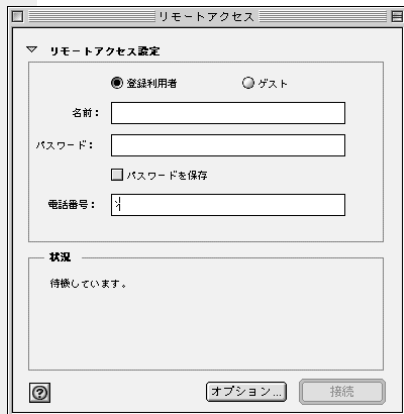 リモートアクセス
リモートアクセス設定
登録利用者 ゲスト
名前：
パスワード：
パスワードを保存
電話番号：
状況
待機しています。
オプション... 接続